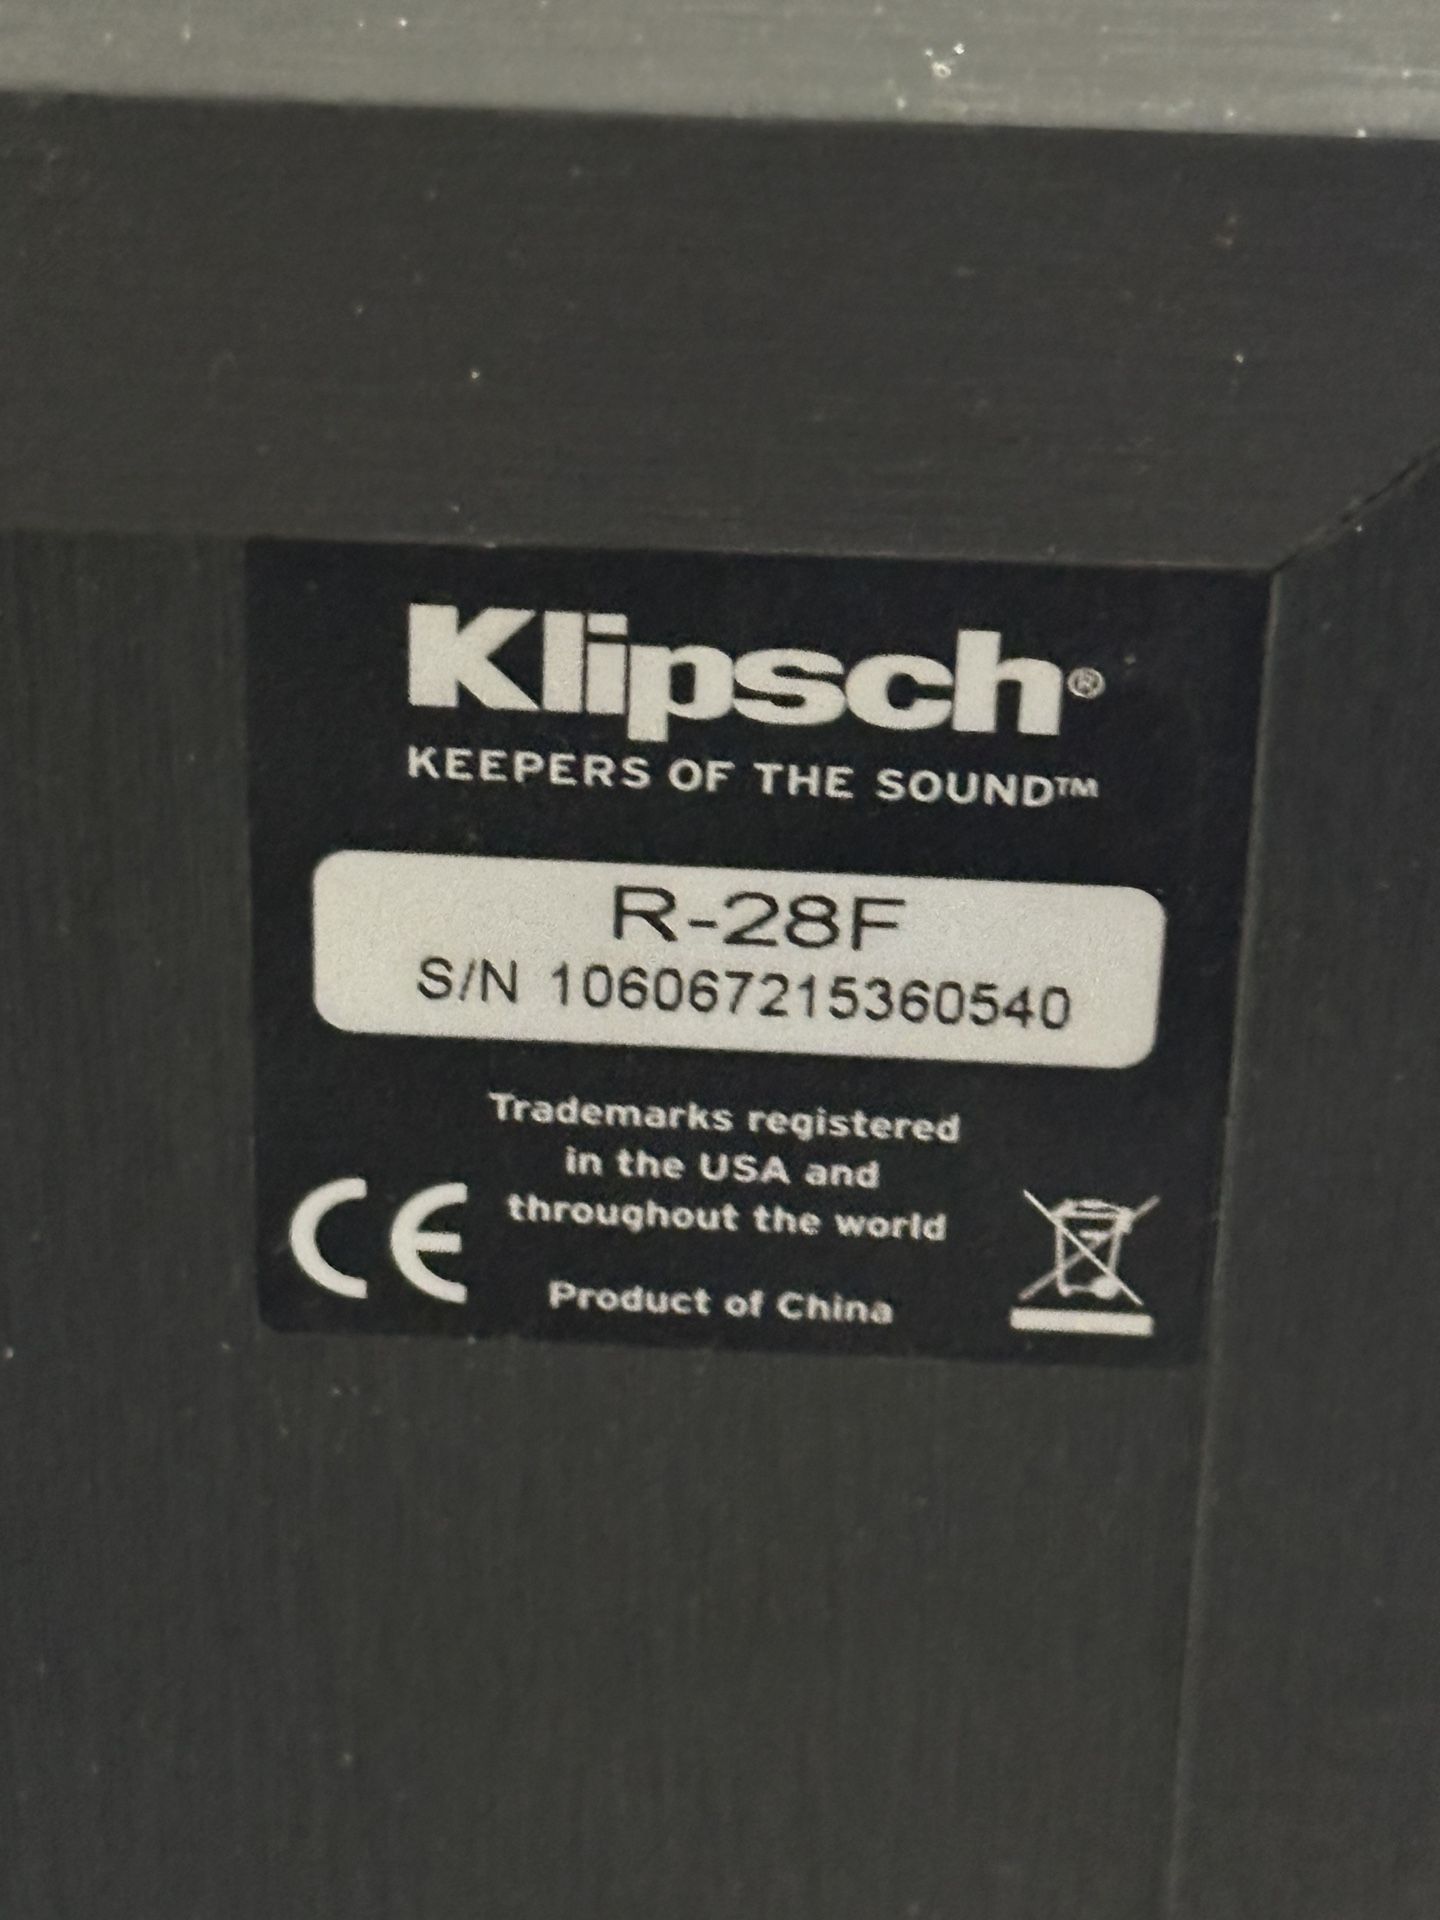 Klipsch®
KEEPERS OF THE SOUND™
R-28F
S/N 106067215360540
Trademarks registered
in the USA and
throughout the world
CE
Product of China